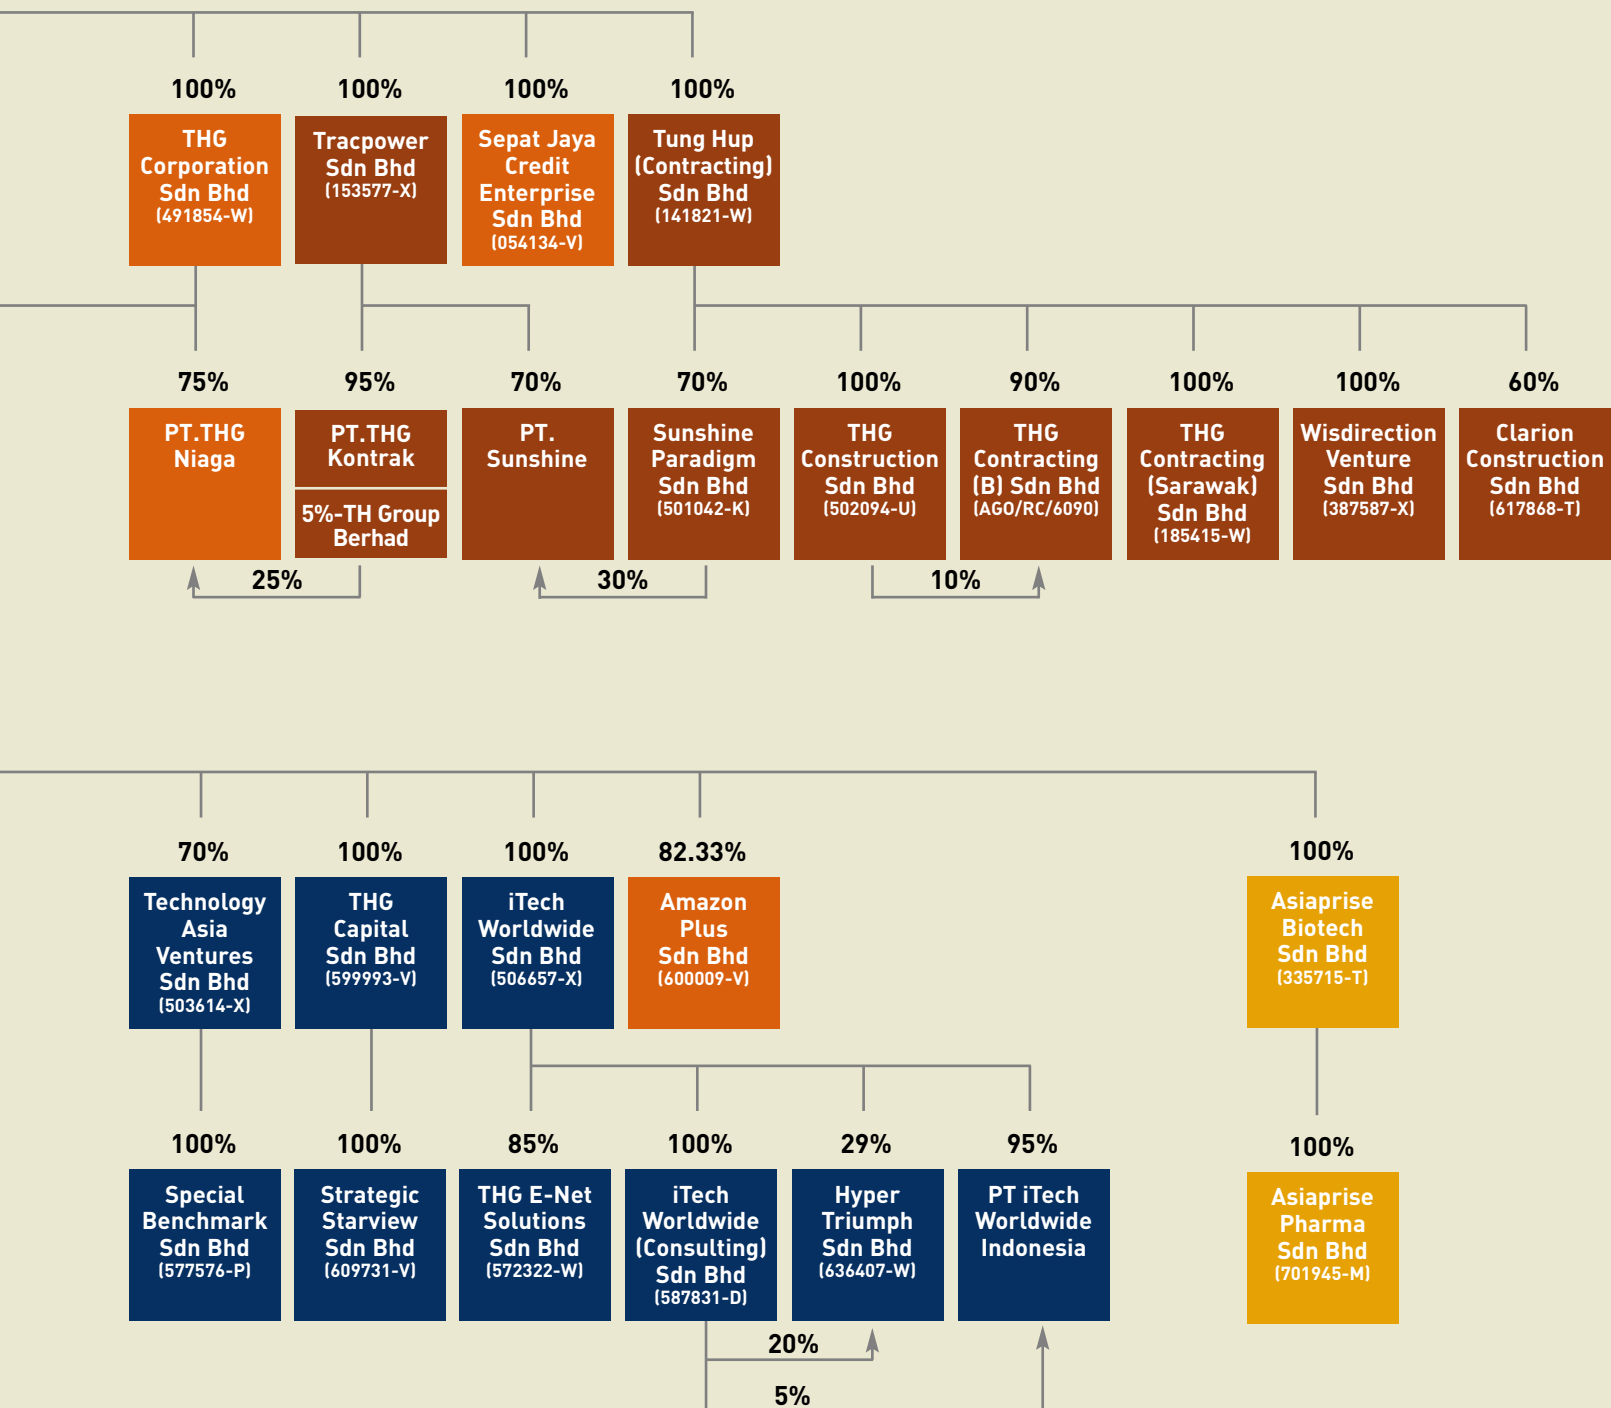 100% 100% 100% 100%
THG
Corporation
Sdn Bhd
(491854-W)
Tracpower
Sdn Bhd
(153577-X)
Sepat Jaya
Credit
Enterprise
Sdn Bhd
(054134-V)
Tung Hup
(Contracting)
Sdn Bhd
(141821-W)
75% 95% 70% 70% 100% 90% 100% 100% 60%
PT.THG
Niaga
PT.THG
Kontrak
5%-TH Group
Berhad
PT.
Sunshine
Sunshine
Paradigm
Sdn Bhd
(501042-K)
THG
Construction
Sdn Bhd
(502094-U)
THG
Contracting
(B) Sdn Bhd
(AGO/RC/6090)
THG
Contracting
(Sarawak)
Sdn Bhd
(185415-W)
Wisdirection
Venture
Sdn Bhd
(387587-X)
Clarion
Construction
Sdn Bhd
(617868-T)
25% 30% 10%
70% 100% 100% 82.33% 100%
Technology
Asia
Ventures
Sdn Bhd
(503614-X)
THG
Capital
Sdn Bhd
(599993-V)
iTech
Worldwide
Sdn Bhd
(506657-X)
Amazon
Plus
Sdn Bhd
(600009-V)
Asiaprise
Biotech
Sdn Bhd
(335715-T)
100% 100% 85% 100% 29% 95% 100%
Special
Benchmark
Sdn Bhd
(577576-P)
Strategic
Starview
Sdn Bhd
(609731-V)
THG E-Net
Solutions
Sdn Bhd
(572322-W)
iTech
Worldwide
(Consulting)
Sdn Bhd
(587831-D)
Hyper
Triumph
Sdn Bhd
(636407-W)
PT iTech
Worldwide
Indonesia
Asiaprise
Pharma
Sdn Bhd
(701945-M)
20%
5%